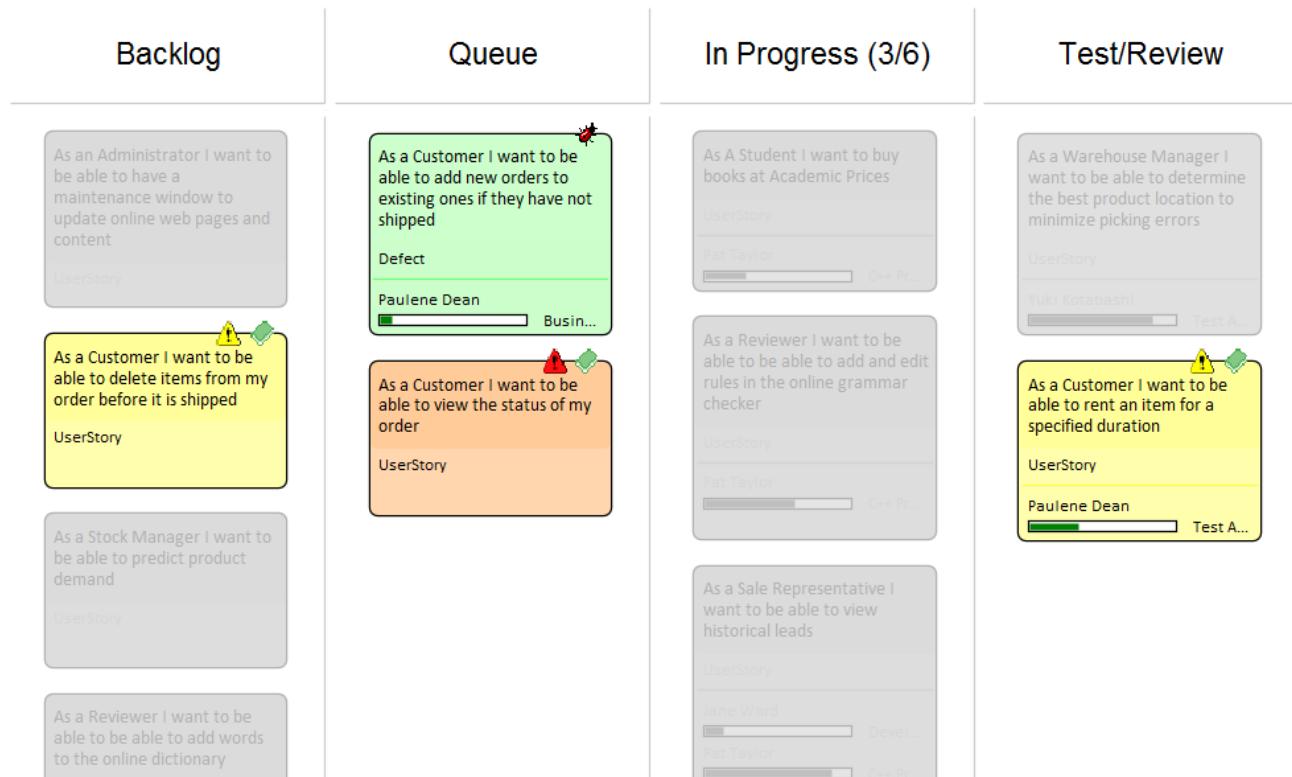 Backlog
Queue
In Progress (3/6)
Test/Review
As an Administrator I want to
be able to have a
maintenance window to
update online web pages and
content
UserStory
As a Customer I want to be
able to delete items from my
order before it is shipped
UserStory
As a Stock Manager I want to
be able to predict product
demand
UserStory
As a Reviewer I want to be
able to be able to add words
to the online dictionary
As a Customer I want to be
able to add new orders to
existing ones if they have not
shipped
Defect
Paulene Dean
Busin...
As a Customer I want to be
able to view the status of my
order
UserStory
As A Student I want to buy
books at Academic Prices
UserStory
Pat Taylor
C++ Pr...
As a Reviewer I want to be
able to be able to add and edit
rules in the online grammar
checker
UserStory
Pat Taylor
C++ Pr...
As a Sale Representative I
want to be able to view
historical leads
UserStory
Jane Ward
Devel...
Pat Taylor
C++ Pr...
As a Warehouse Manager I
want to be able to determine
the best product location to
minimize picking errors
UserStory
Yuki Kotabashi
Test A...
As a Customer I want to be
able to rent an item for a
specified duration
UserStory
Paulene Dean
Test A...